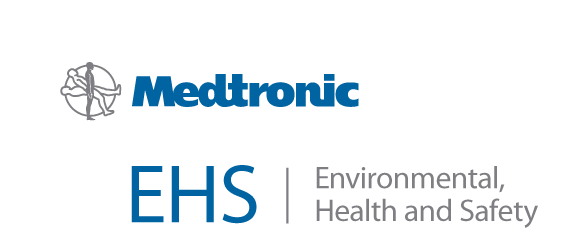 Medtronic
EHS
Environmental,
Health and Safety